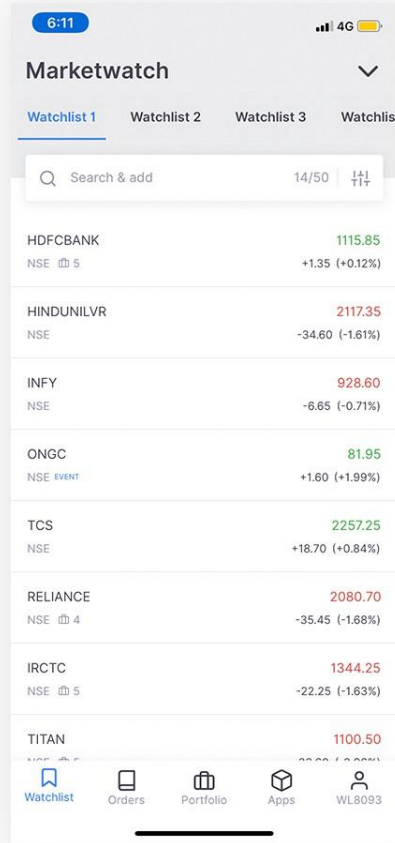 6:11
4G
Marketwatch
Watchlist 1 Watchlist 2 Watchlist 3 Watchlis
Search & add 14/50
HDFCBANK 1115.85
NSE 5 +1.35 (+0.12%)
HINDUNILVR 2117.35
NSE -34.60 (-1.61%)
INFY 928.60
NSE -6.65 (-0.71%)
ONGC 81.95
NSE EVENT +1.60 (+1.99%)
TCS 2257.25
NSE +18.70 (+0.84%)
RELIANCE 2080.70
NSE 4 -35.45 (-1.68%)
IRCTC 1344.25
NSE 5 -22.25 (-1.63%)
TITAN 1100.50
Watchlist Orders Portfolio Apps WL8093